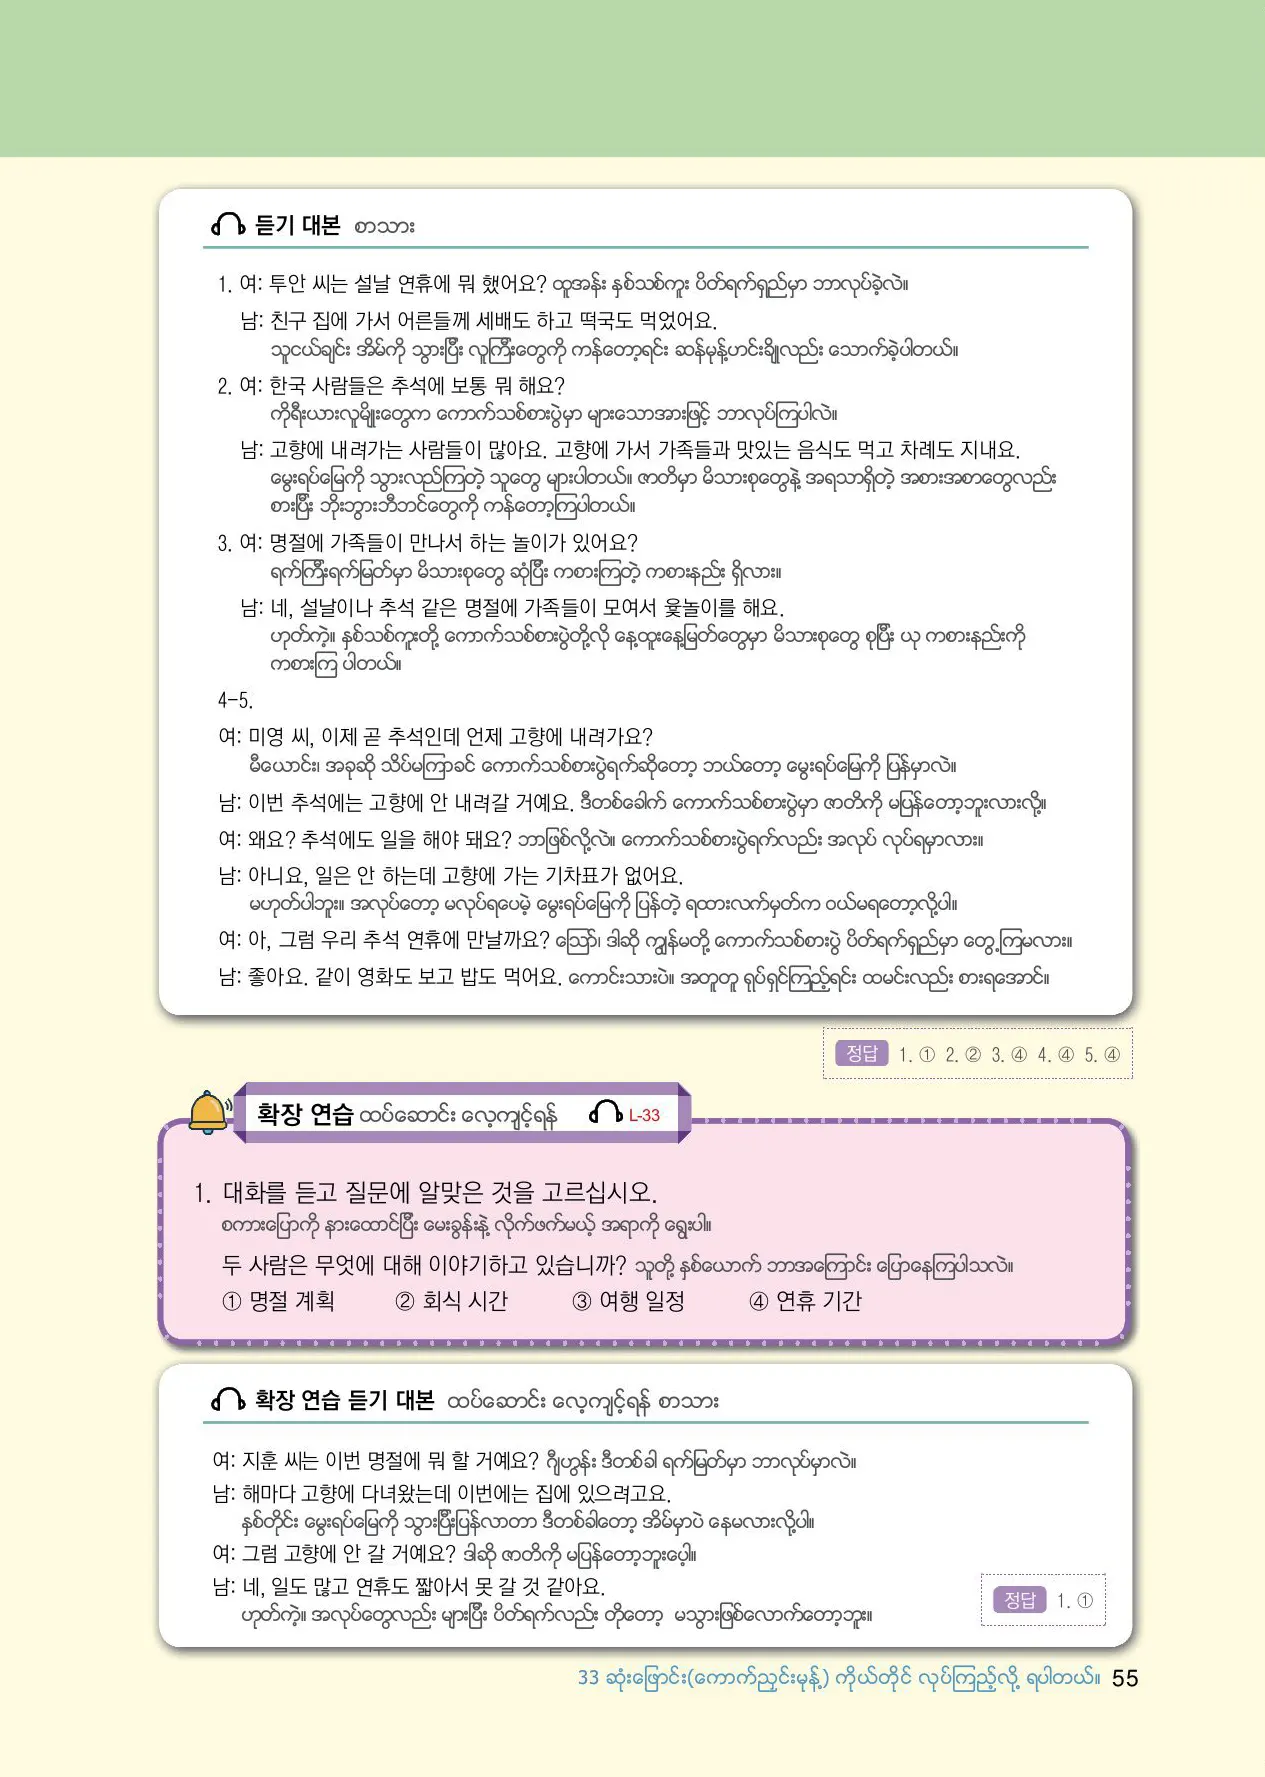 듣기 대본 စာသား
1. 여: 투안 씨는 설날 연휴에 뭐 했어요? ထူအန်း နှစ်သစ်ကူး ပိတ်ရက်ရှည်မှာ ဘာလုပ်ခဲ့လဲ။
남: 친구 집에 가서 어른들께 세배도 하고 떡국도 먹었어요.
သူငယ်ချင်း အိမ်ကို သွားပြီး လူကြီးတွေကို ကန်တော့ရင်း ဆန်မုန့်ဟင်းချိုလည်း သောက်ခဲ့ပါတယ်။
2. 여: 한국 사람들은 추석에 보통 뭐 해요?
ကိုရီးယားလူမျိုးတွေက ကောက်သစ်စားပွဲမှာ များသောအားဖြင့် ဘာလုပ်ကြပါလဲ။
남: 고향에 내려가는 사람들이 많아요. 고향에 가서 가족들과 맛있는 음식도 먹고 차례도 지내요.
မွေးရပ်မြေကို သွားလည်ကြတဲ့ သူတွေ များပါတယ်။ ဇာတိမှာ မိသားစုတွေနဲ့ အရသာရှိတဲ့ အစားအစာတွေလည်း
စားပြီး ဘိုးဘွားဘီဘင်တွေကို ကန်တော့ကြပါတယ်။
3. 여: 명절에 가족들이 만나서 하는 놀이가 있어요?
ရက်ကြီးရက်မြတ်မှာ မိသားစုတွေ ဆုံပြီး ကစားကြတဲ့ ကစားနည်း ရှိလား။
남: 네, 설날이나 추석 같은 명절에 가족들이 모여서 윷놀이를 해요.
ဟုတ်ကဲ့။ နှစ်သစ်ကူးတို့ ကောက်သစ်စားပွဲတို့လို နေ့ထူးနေ့မြတ်တွေမှာ မိသားစုတွေ စုပြီး ယု ကစားနည်းကို
ကစားကြ ပါတယ်။
4-5.
여: 미영 씨, 이제 곧 추석인데 언제 고향에 내려가요?
မီယောင်း၊ အခုဆို သိပ်မကြာခင် ကောက်သစ်စားပွဲရက်ဆိုတော့ ဘယ်တော့ မွေးရပ်မြေကို ပြန်မှာလဲ။
남: 이번 추석에는 고향에 안 내려갈 거예요. ဒီတစ်ခေါက် ကောက်သစ်စားပွဲမှာ ဇာတိကို မပြန်တော့ဘူးလားလို့။
여: 왜요? 추석에도 일을 해야 돼요? ဘာဖြစ်လို့လဲ။ ကောက်သစ်စားပွဲရက်လည်း အလုပ် လုပ်ရမှာလား။
남: 아니요, 일은 안 하는데 고향에 가는 기차표가 없어요.
မဟုတ်ပါဘူး။ အလုပ်တော့ မလုပ်ရပေမဲ့ မွေးရပ်မြေကို ပြန်တဲ့ ရထားလက်မှတ်က ဝယ်မရတော့လို့ပါ။
여: 아, 그럼 우리 추석 연휴에 만날까요? ဪ၊ ဒါဆို ကျွန်မတို့ ကောက်သစ်စားပွဲ ပိတ်ရက်ရှည်မှာ တွေ့ကြမလား။
남: 좋아요. 같이 영화도 보고 밥도 먹어요. ကောင်းသားပဲ။ အတူတူ ရုပ်ရှင်ကြည့်ရင်း ထမင်းလည်း စားရအောင်။
정답 1. ① 2. ② 3. ④ 4. ④ 5. ④
확장 연습 ထပ်ဆောင်း လေ့ကျင့်ရန် L-33
1. 대화를 듣고 질문에 알맞은 것을 고르십시오.
စကားပြောကို နားထောင်ပြီး မေးခွန်းနဲ့ လိုက်ဖက်မယ့် အရာကို ရွေးပါ။
두 사람은 무엇에 대해 이야기하고 있습니까? သူတို့ နှစ်ယောက် ဘာအကြောင်း ပြောနေကြပါသလဲ။
① 명절 계획 ② 회식 시간 ③ 여행 일정 ④ 연휴 기간
확장 연습 듣기 대본 ထပ်ဆောင်း လေ့ကျင့်ရန် စာသား
여: 지훈 씨는 이번 명절에 뭐 할 거예요? ဂျီဟွန်း ဒီတစ်ခါ ရက်မြတ်မှာ ဘာလုပ်မှာလဲ။
남: 해마다 고향에 다녀왔는데 이번에는 집에 있으려고요.
နှစ်တိုင်း မွေးရပ်မြေကို သွားပြီးပြန်လာတာ ဒီတစ်ခါတော့ အိမ်မှာပဲ နေမလားလို့ပါ။
여: 그럼 고향에 안 갈 거예요? ဒါဆို ဇာတိကို မပြန်တော့ဘူးပေါ့။
남: 네, 일도 많고 연휴도 짧아서 못 갈 것 같아요.
ဟုတ်ကဲ့။ အလုပ်တွေလည်း များပြီး ပိတ်ရက်လည်း တိုတော့ မသွားဖြစ်လောက်တော့ဘူး။
정답 1. ①
33 ဆုံးဖြောင်း(ကောက်ညှင်းမုန့်) ကိုယ်တိုင် လုပ်ကြည့်လို့ ရပါတယ်။ 55